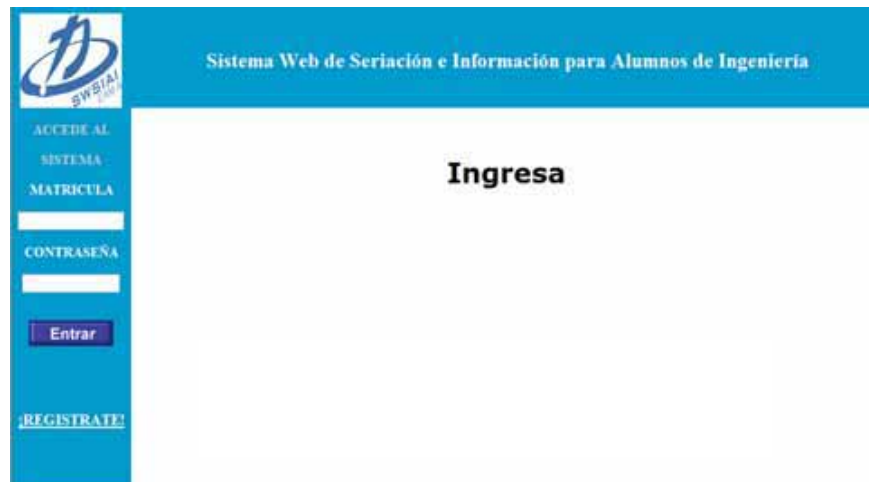 SWSIAI
Sistema Web de Seriación e Información para Alumnos de Ingeniería
ACCEDE AL
SISTEMA
MATRICULA
CONTRASEÑA
Entrar
¡REGISTRATE!
Ingresa